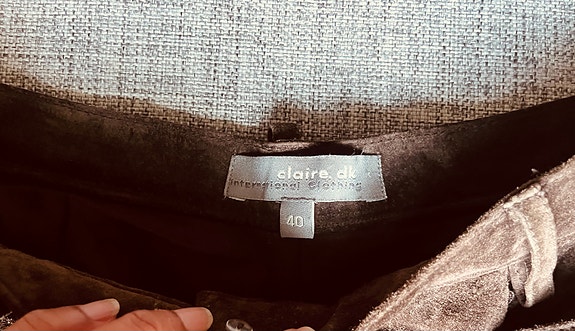 claire.dk
International Clothing
40